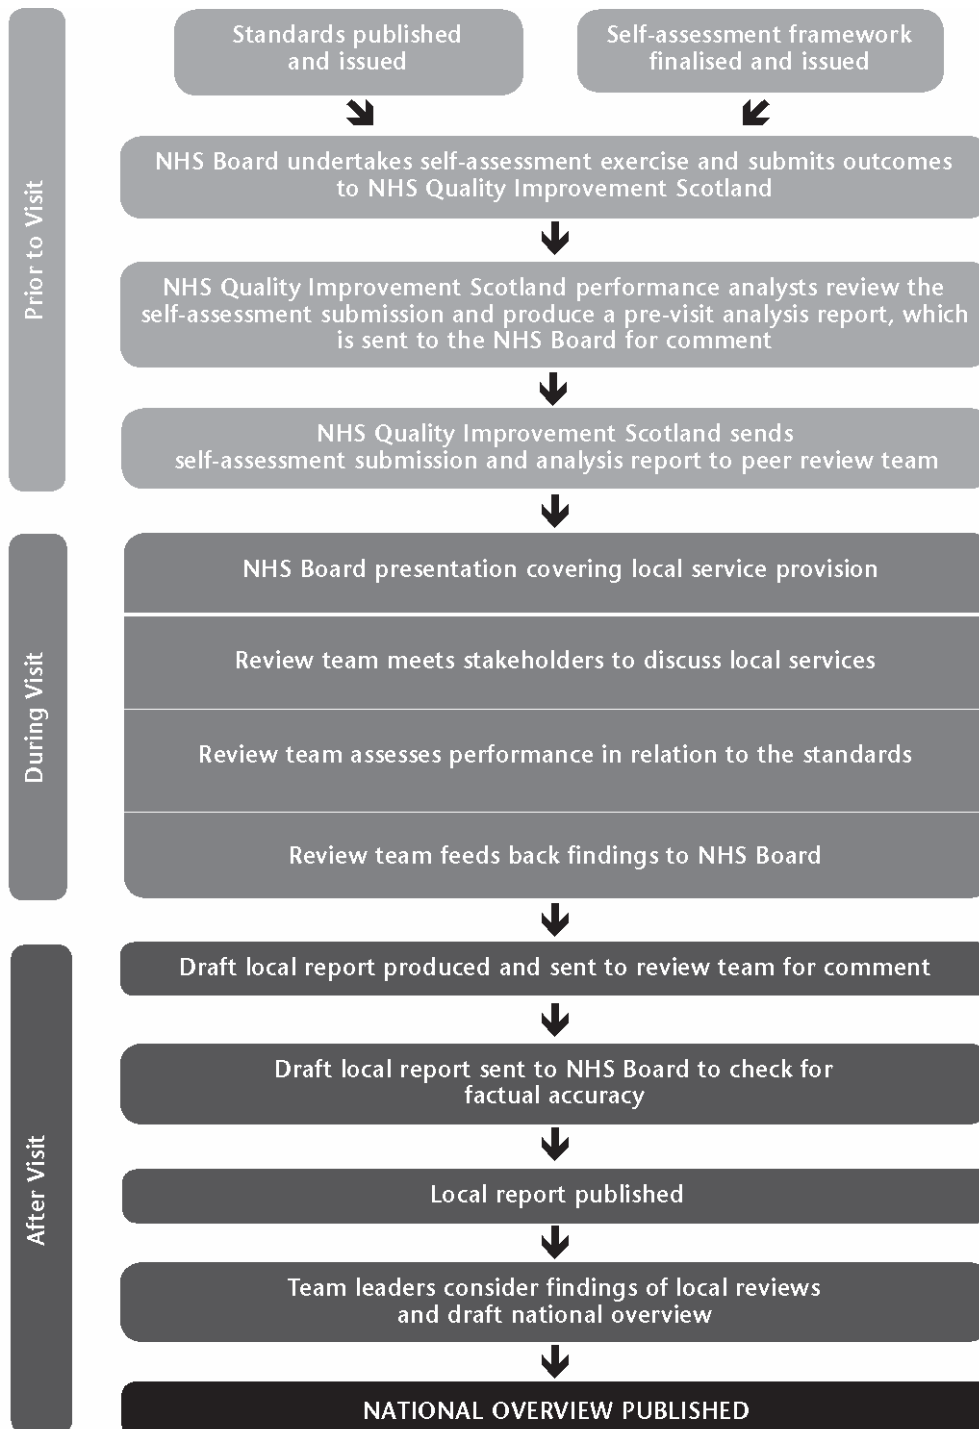 Prior to Visit
Standards published
and issued
Self-assessment framework
finalised and issued
NHS Board undertakes self-assessment exercise and submits outcomes
to NHS Quality Improvement Scotland
NHS Quality Improvement Scotland performance analysts review the
self-assessment submission and produce a pre-visit analysis report, which
is sent to the NHS Board for comment
NHS Quality Improvement Scotland sends
self-assessment submission and analysis report to peer review team
During Visit
NHS Board presentation covering local service provision
Review team meets stakeholders to discuss local services
Review team assesses performance in relation to the standards
Review team feeds back findings to NHS Board
After Visit
Draft local report produced and sent to review team for comment
Draft local report sent to NHS Board to check for
factual accuracy
Local report published
Team leaders consider findings of local reviews
and draft national overview
NATIONAL OVERVIEW PUBLISHED